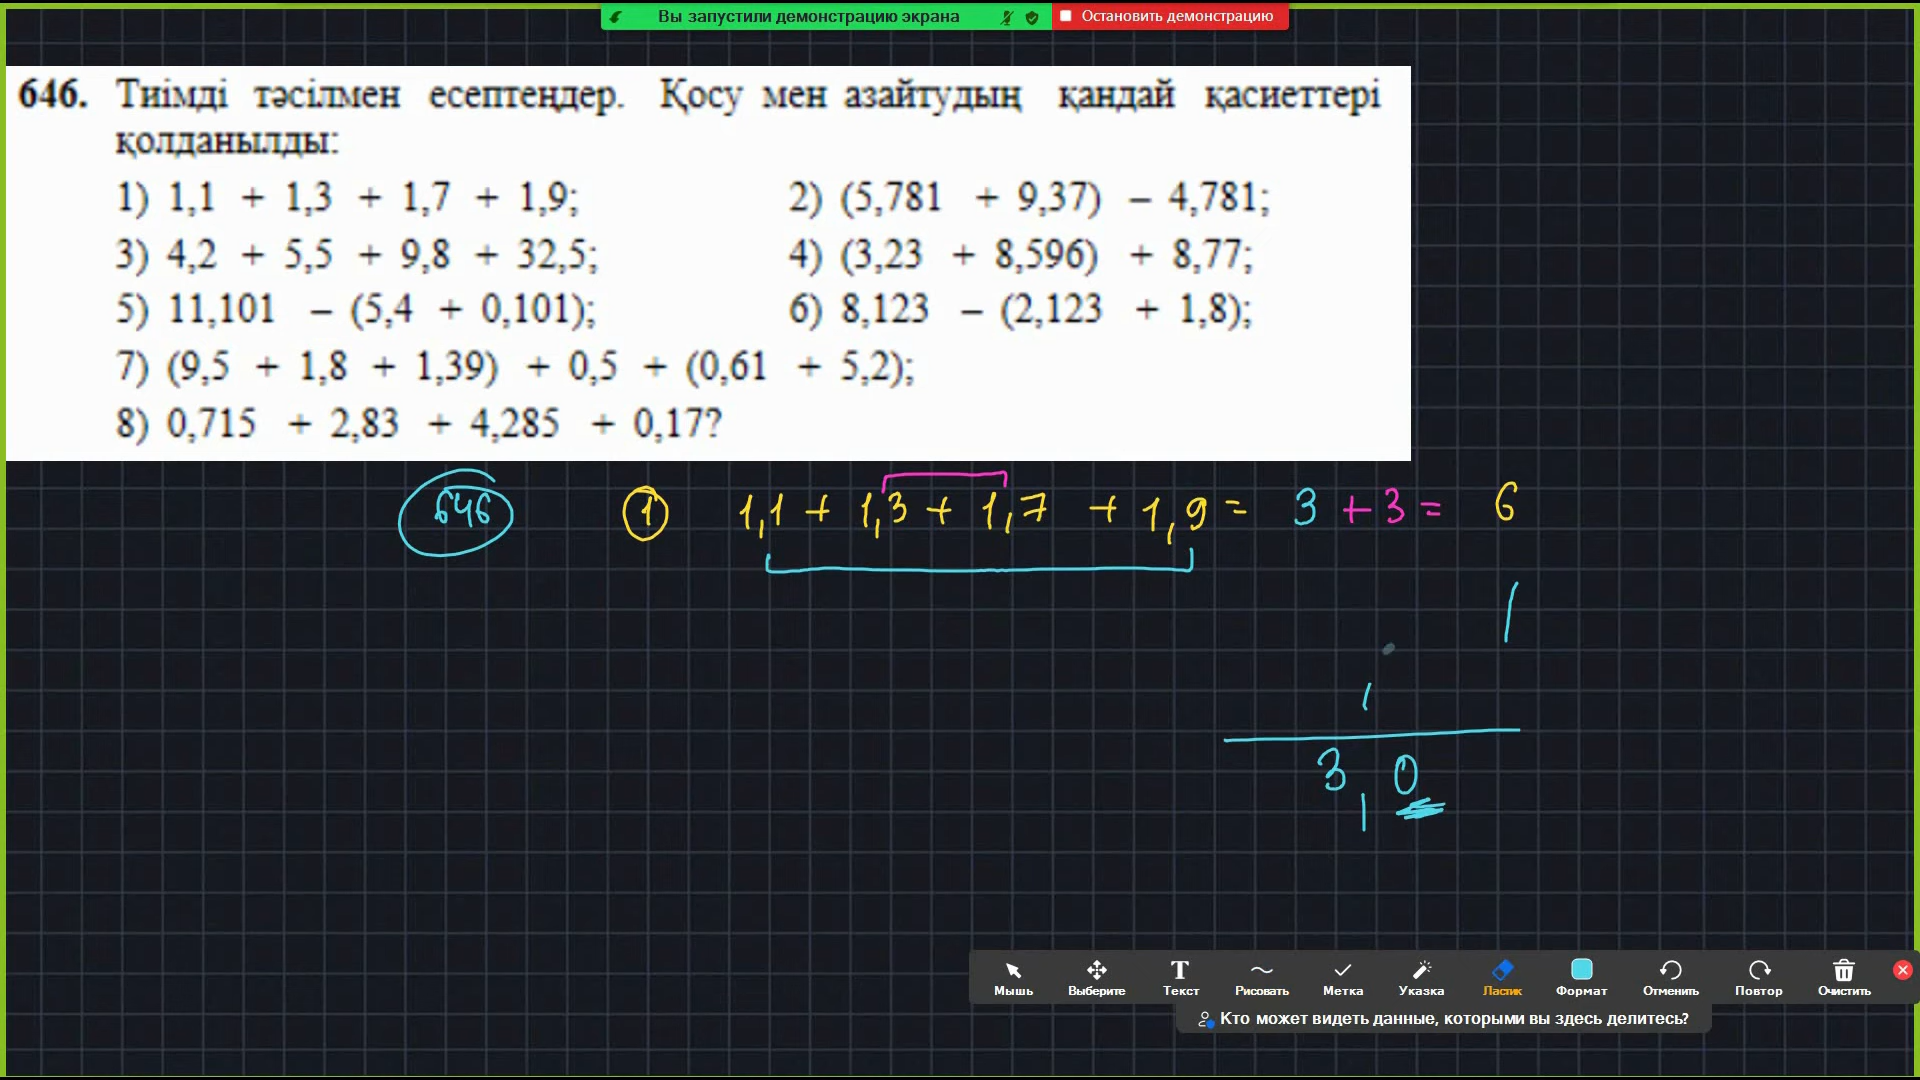 Вы запустили демонстрацию экрана
Остановить демонстрацию
646. Тиімді тәсілмен есептеңдер. Қосу мен азайтудың қандай қасиеттері
қолданылды:
1) 1,1 + 1,3 + 1,7 + 1,9; 2) (5,781 + 9,37) – 4,781;
3) 4,2 + 5,5 + 9,8 + 32,5; 4) (3,23 + 8,596) + 8,77;
5) 11,101 – (5,4 + 0,101); 6) 8,123 – (2,123 + 1,8);
7) (9,5 + 1,8 + 1,39) + 0,5 + (0,61 + 5,2);
8) 0,715 + 2,83 + 4,285 + 0,17?
646 1 1,1 + 1,3 + 1,7 + 1,9 = 3 + 3 = 6
3,0
Мышь Выберите Текст Рисовать Метка Указка Ластик Формат Отменить Повтор Очистить
Кто может видеть данные, которыми вы здесь делитесь?